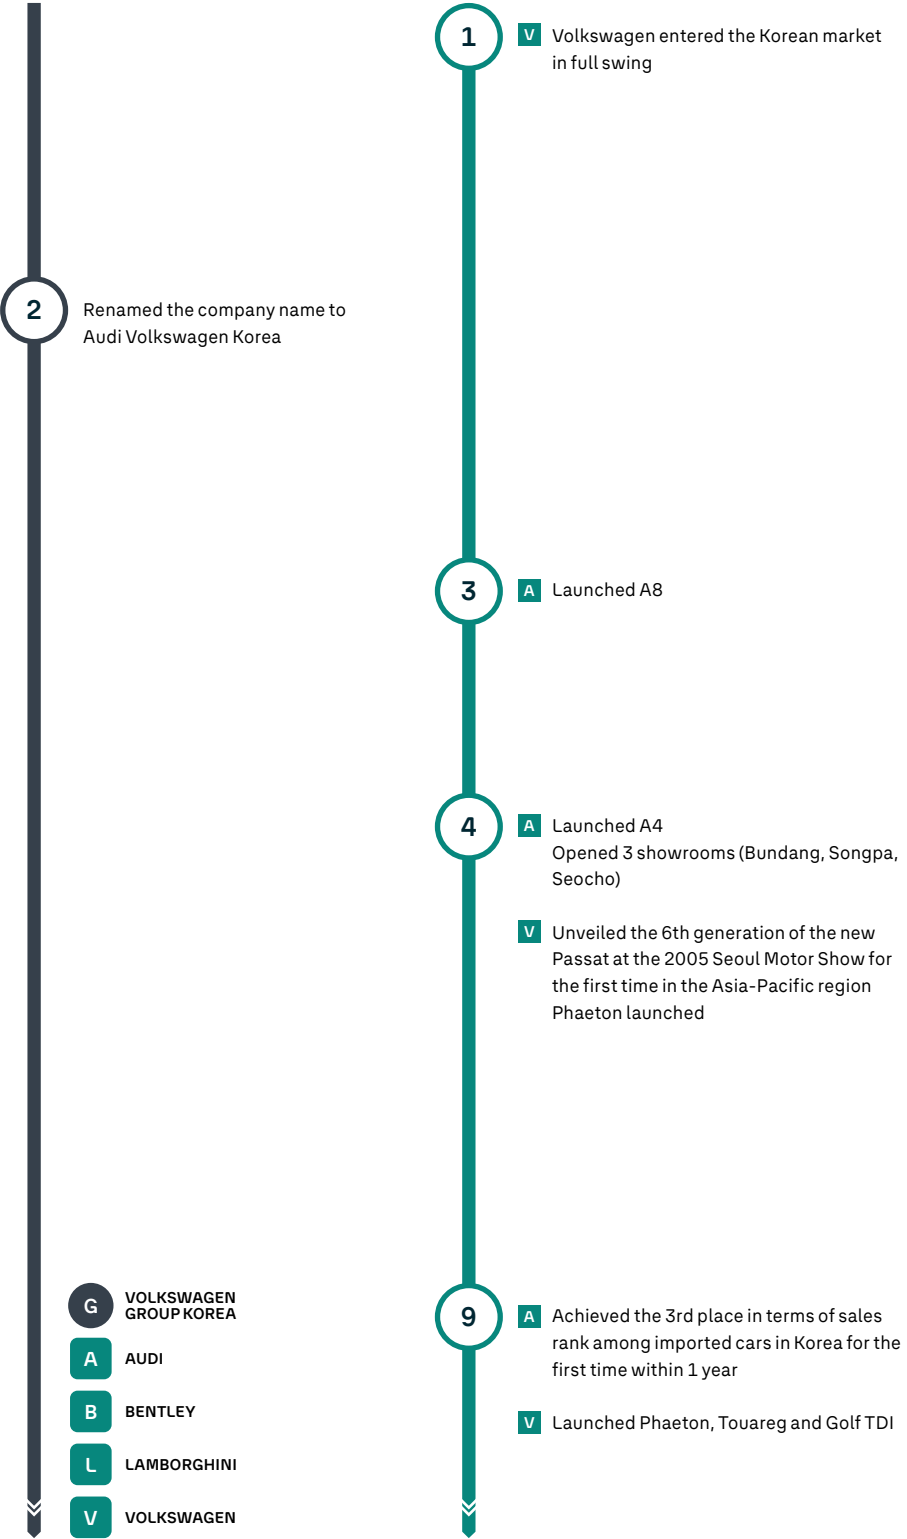 1
V Volkswagen entered the Korean market
in full swing
2
Renamed the company name to
Audi Volkswagen Korea
3
A Launched A8
4
A Launched A4
Opened 3 showrooms (Bundang, Songpa,
Seocho)
V Unveiled the 6th generation of the new
Passat at the 2005 Seoul Motor Show for
the first time in the Asia-Pacific region
Phaeton launched
9
A Achieved the 3rd place in terms of sales
rank among imported cars in Korea for the
first time within 1 year
V Launched Phaeton, Touareg and Golf TDI
G VOLKSWAGEN
GROUP KOREA
A AUDI
B BENTLEY
L LAMBORGHINI
V VOLKSWAGEN